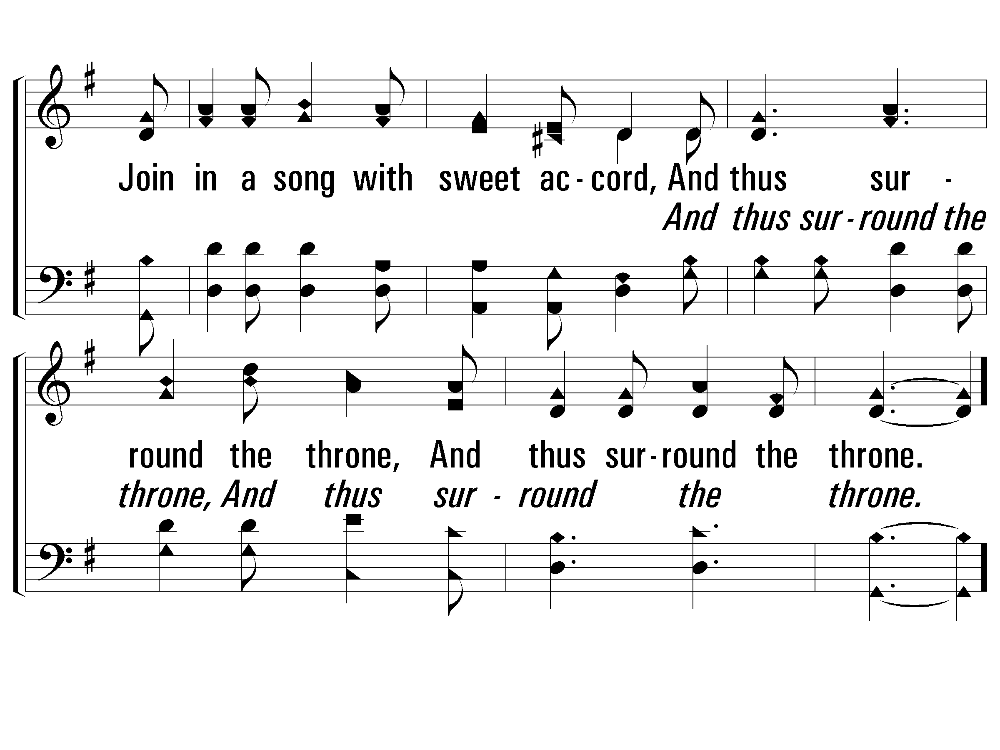 Join in a song with sweet ac - cord, And thus sur -
And thus sur - round the
round the throne, And thus sur - round the throne.
throne, And thus sur - round the throne.